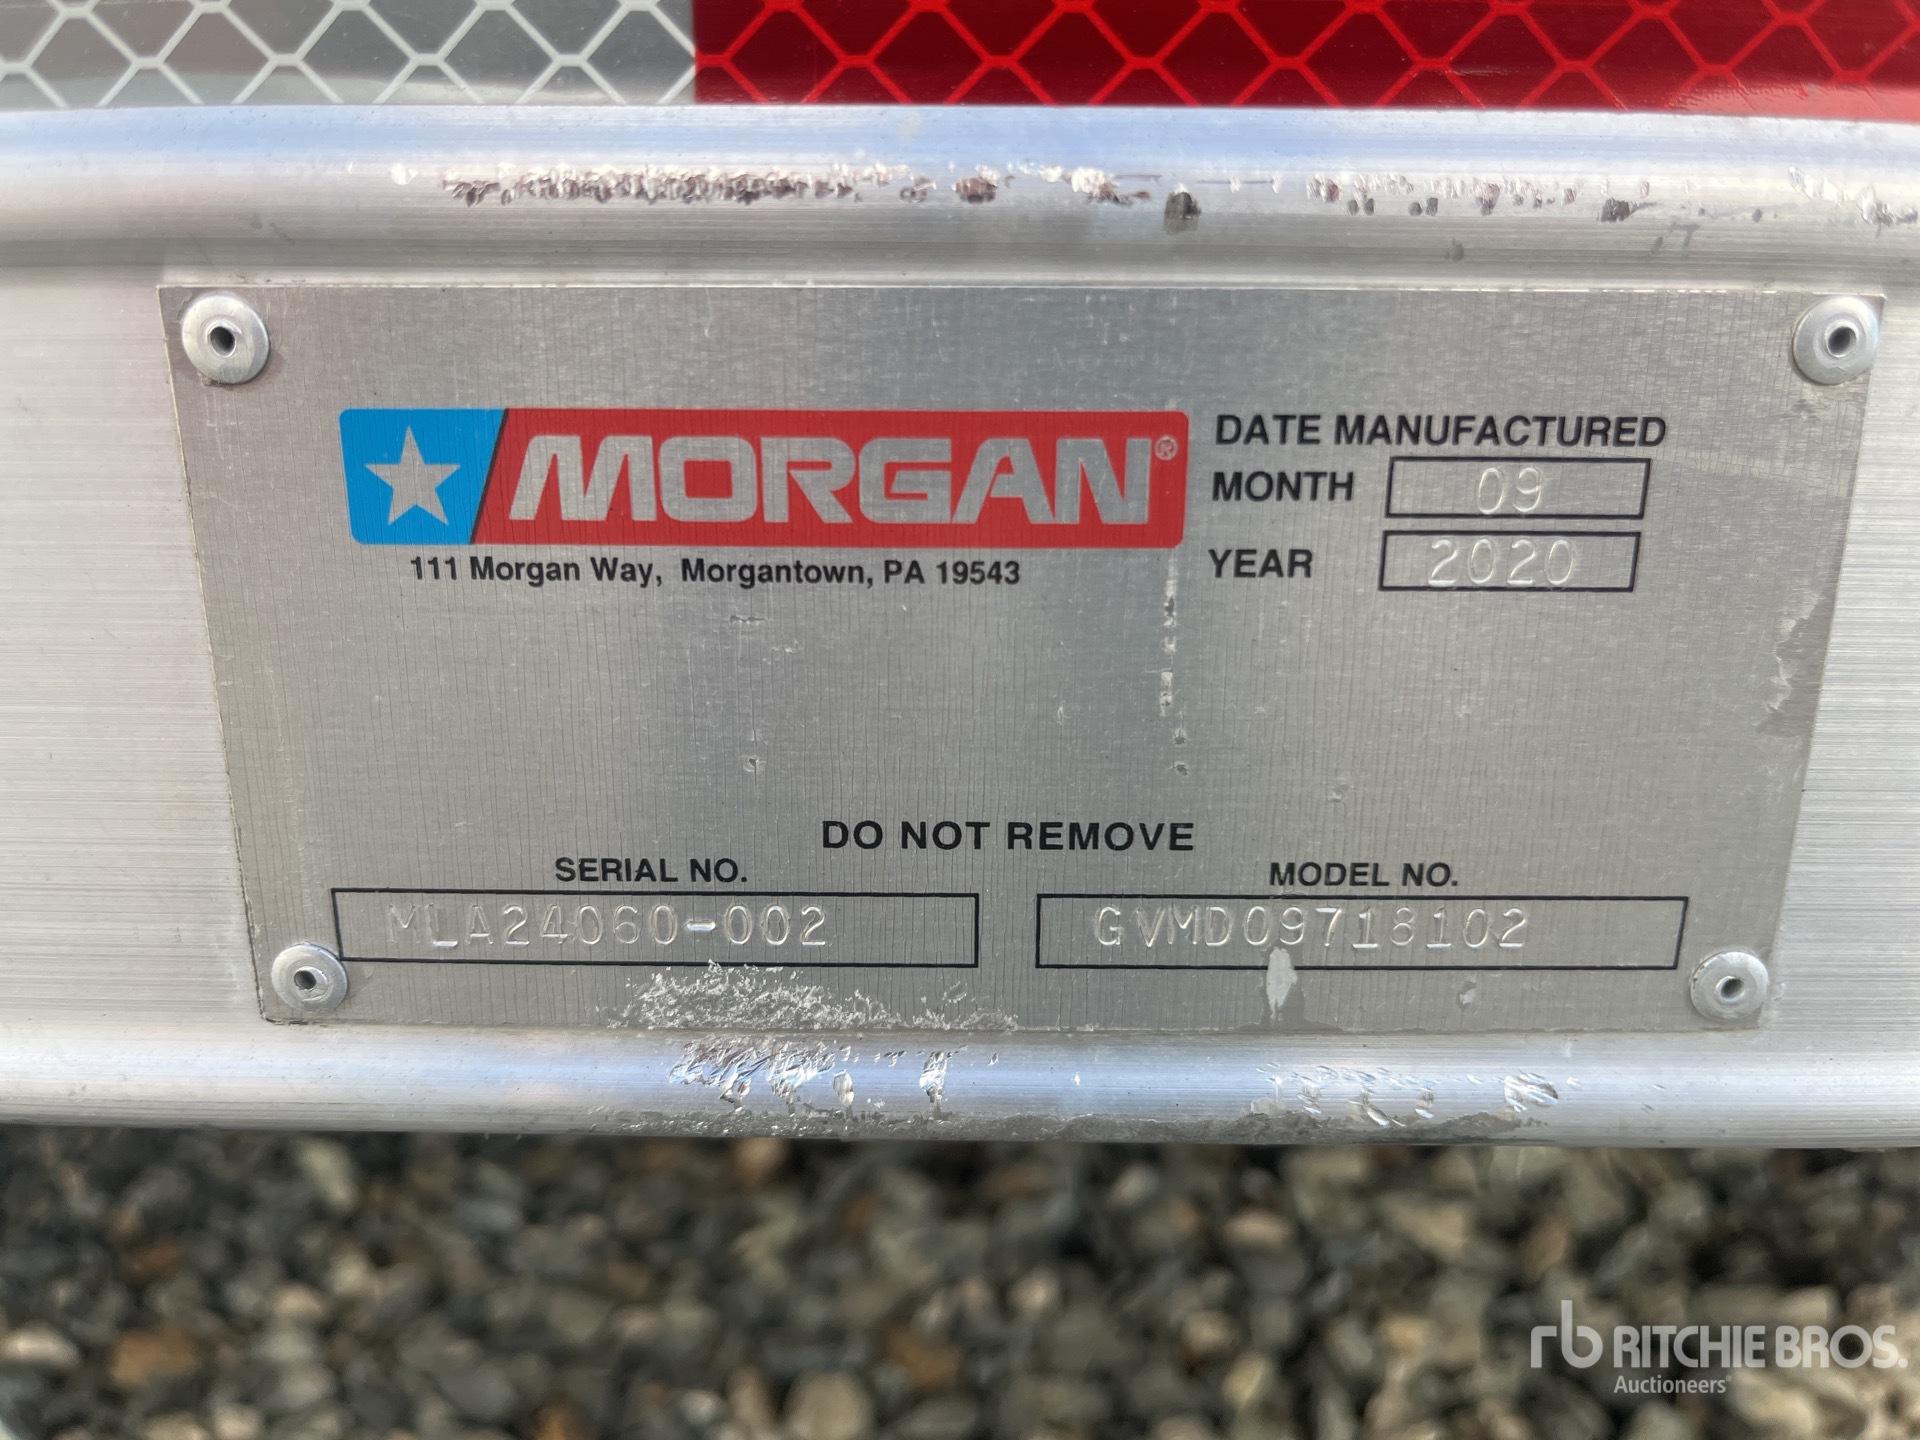 MORGAN®
111 Morgan Way, Morgantown, PA 19543
DATE MANUFACTURED
MONTH 09
YEAR 2020
DO NOT REMOVE
SERIAL NO.
MLA24060-002
MODEL NO.
GVMD09718102
rb RITCHIE BROS.
Auctioneers